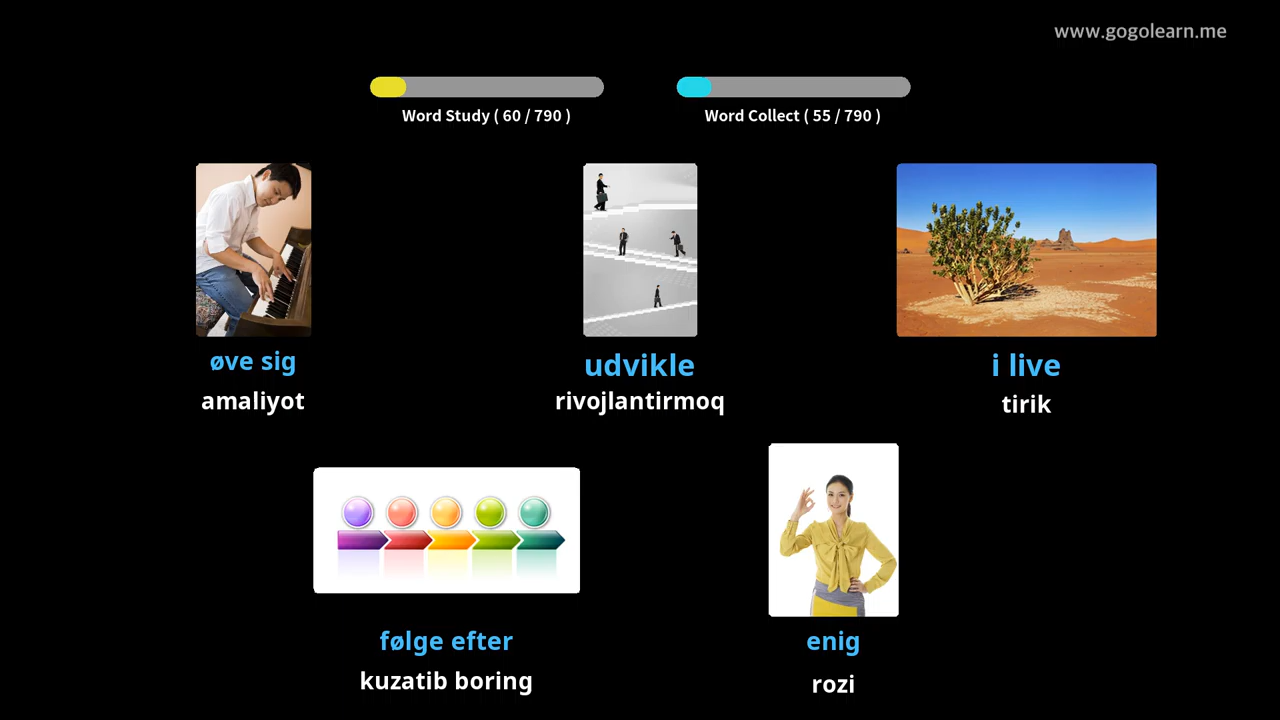 www.gogolearn.me
Word Study ( 60 / 790 )
Word Collect ( 55 / 790 )
øve sig
amaliyot
udvikle
rivojlantirmoq
i live
tirik
følge efter
kuzatib boring
enig
rozi